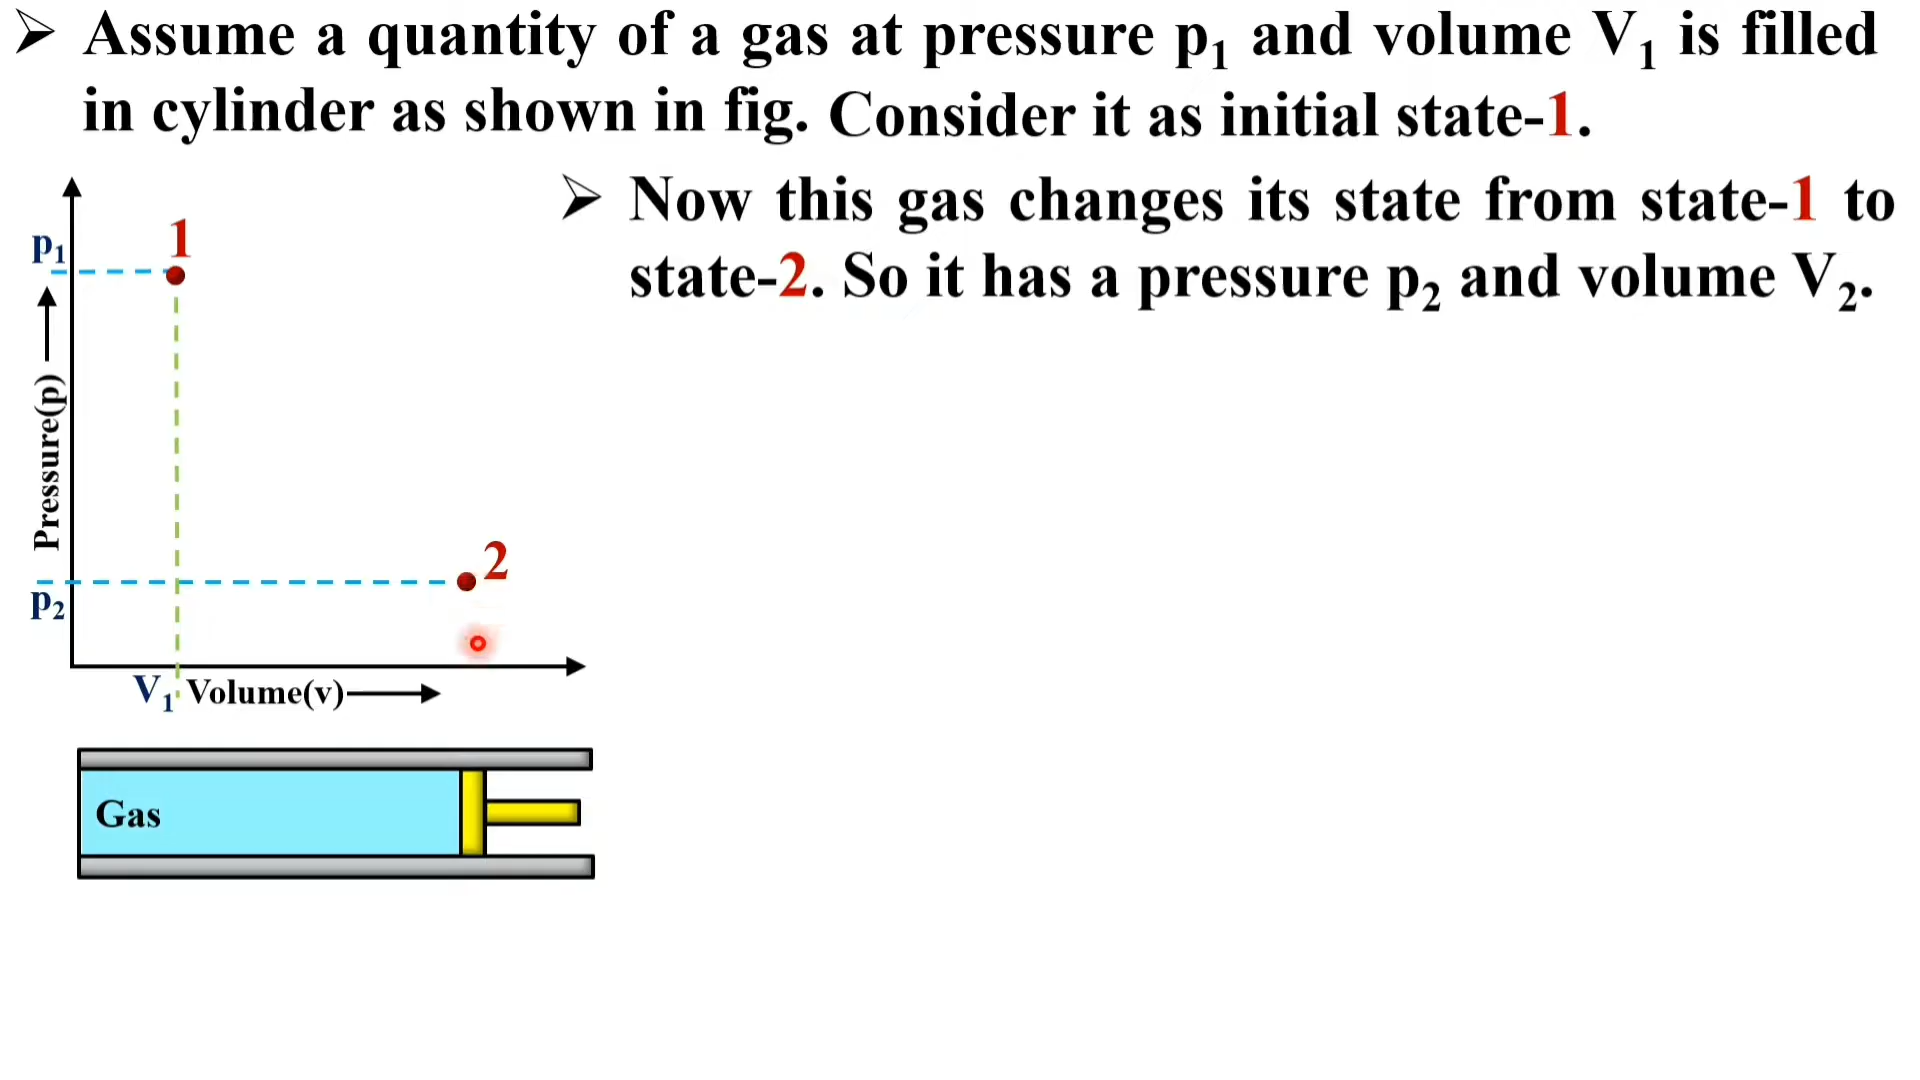 ➢ Assume a quantity of a gas at pressure p₁ and volume V₁ is filled
in cylinder as shown in fig. Consider it as initial state-1.
➢ Now this gas changes its state from state-1 to
state-2. So it has a pressure p₂ and volume V₂.
p₁
1
Pressure(p)
2
p₂
V₁ Volume(v)
Gas